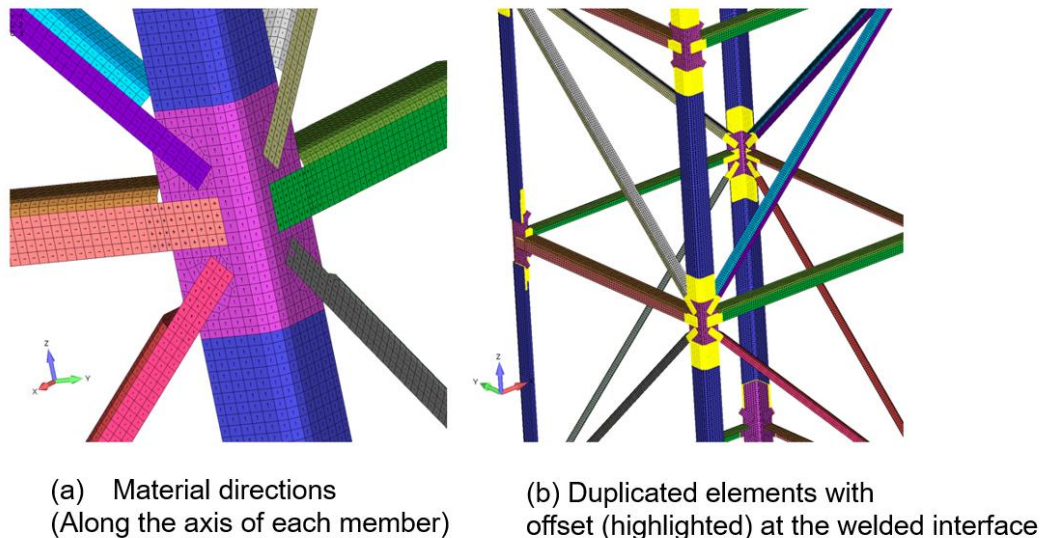 Z
Y
X
Z
Y
(a) Material directions
(Along the axis of each member)
(b) Duplicated elements with
offset (highlighted) at the welded interface